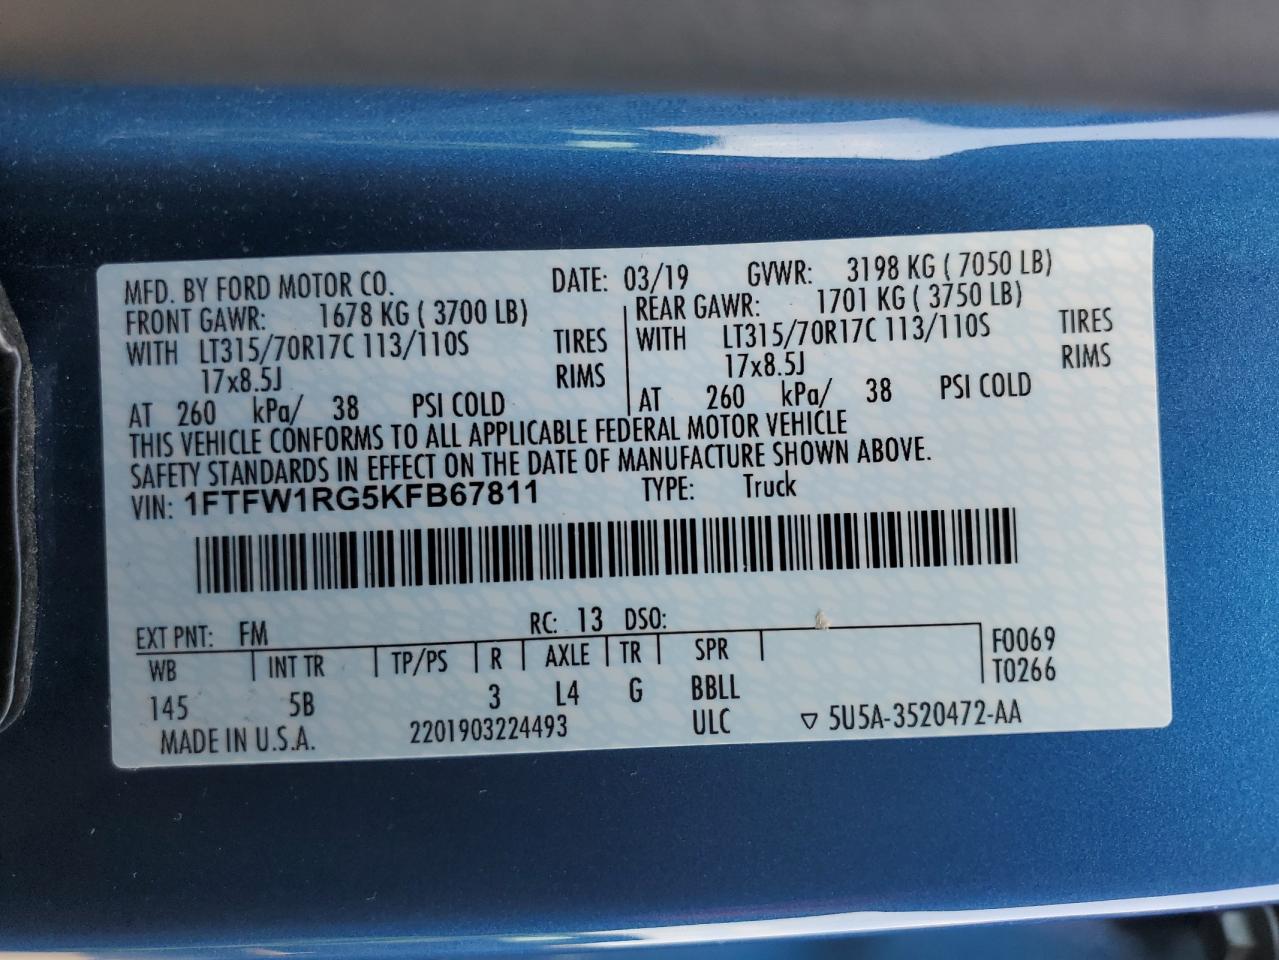 MFD. BY FORD MOTOR CO. DATE: 03/19 GVWR: 3198 KG ( 7050 LB)
FRONT GAWR: 1678 KG ( 3700 LB) REAR GAWR: 1701 KG ( 3750 LB)
WITH LT315/70R17C 113/110S TIRES WITH LT315/70R17C 113/110S TIRES
17x8.5J RIMS 17x8.5J RIMS
AT 260 kPa/ 38 PSI COLD AT 260 kPa/ 38 PSI COLD
THIS VEHICLE CONFORMS TO ALL APPLICABLE FEDERAL MOTOR VEHICLE
SAFETY STANDARDS IN EFFECT ON THE DATE OF MANUFACTURE SHOWN ABOVE.
VIN: 1FTFW1RG5KFB67811 TYPE: Truck
EXT PNT: FM RC: 13 DSO:
WB INT TR TP/PS R AXLE TR SPR F0069
T0266
145 5B 3 L4 G BBLL
MADE IN U.S.A. 2201903224493 ULC ▽ 5U5A-3520472-AA